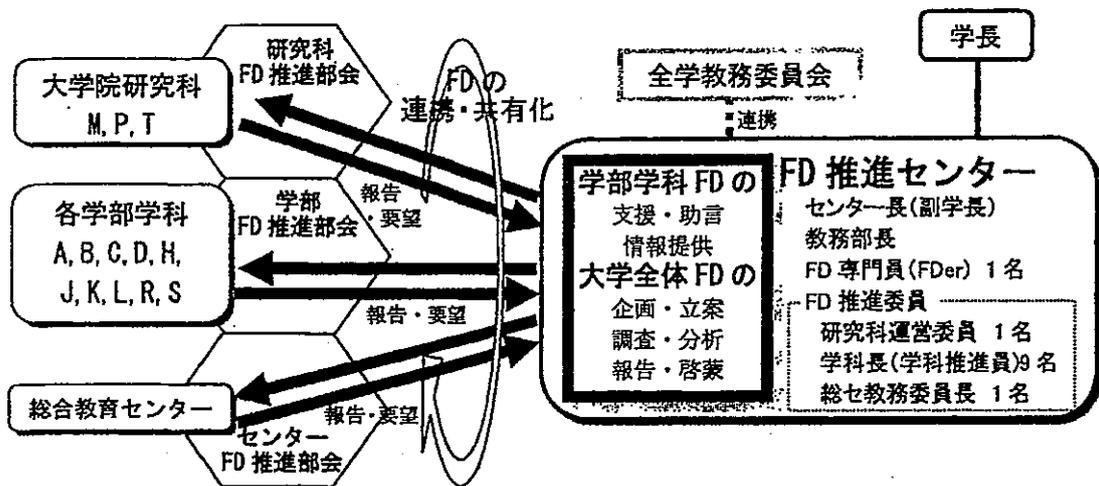 学長
全学教務委員会
連携
研究科
FD推進部会
大学院研究科
M, P, T
FDの
連携・共有化
報告
・要望
学部
FD推進部会
各学部学科
A, B, C, D, H,
J, K, L, R, S
報告・要望
総合教育センター
報告・要望
センター
FD推進部会
学部学科FDの
支援・助言
情報提供
大学全体FDの
企画・立案
調査・分析
報告・啓蒙
FD推進センター
センター長(副学長)
教務部長
FD専門員(FDer) 1名
FD推進委員
研究科運営委員 1名
学科長(学科推進員)9名
総セ教務委員長 1名